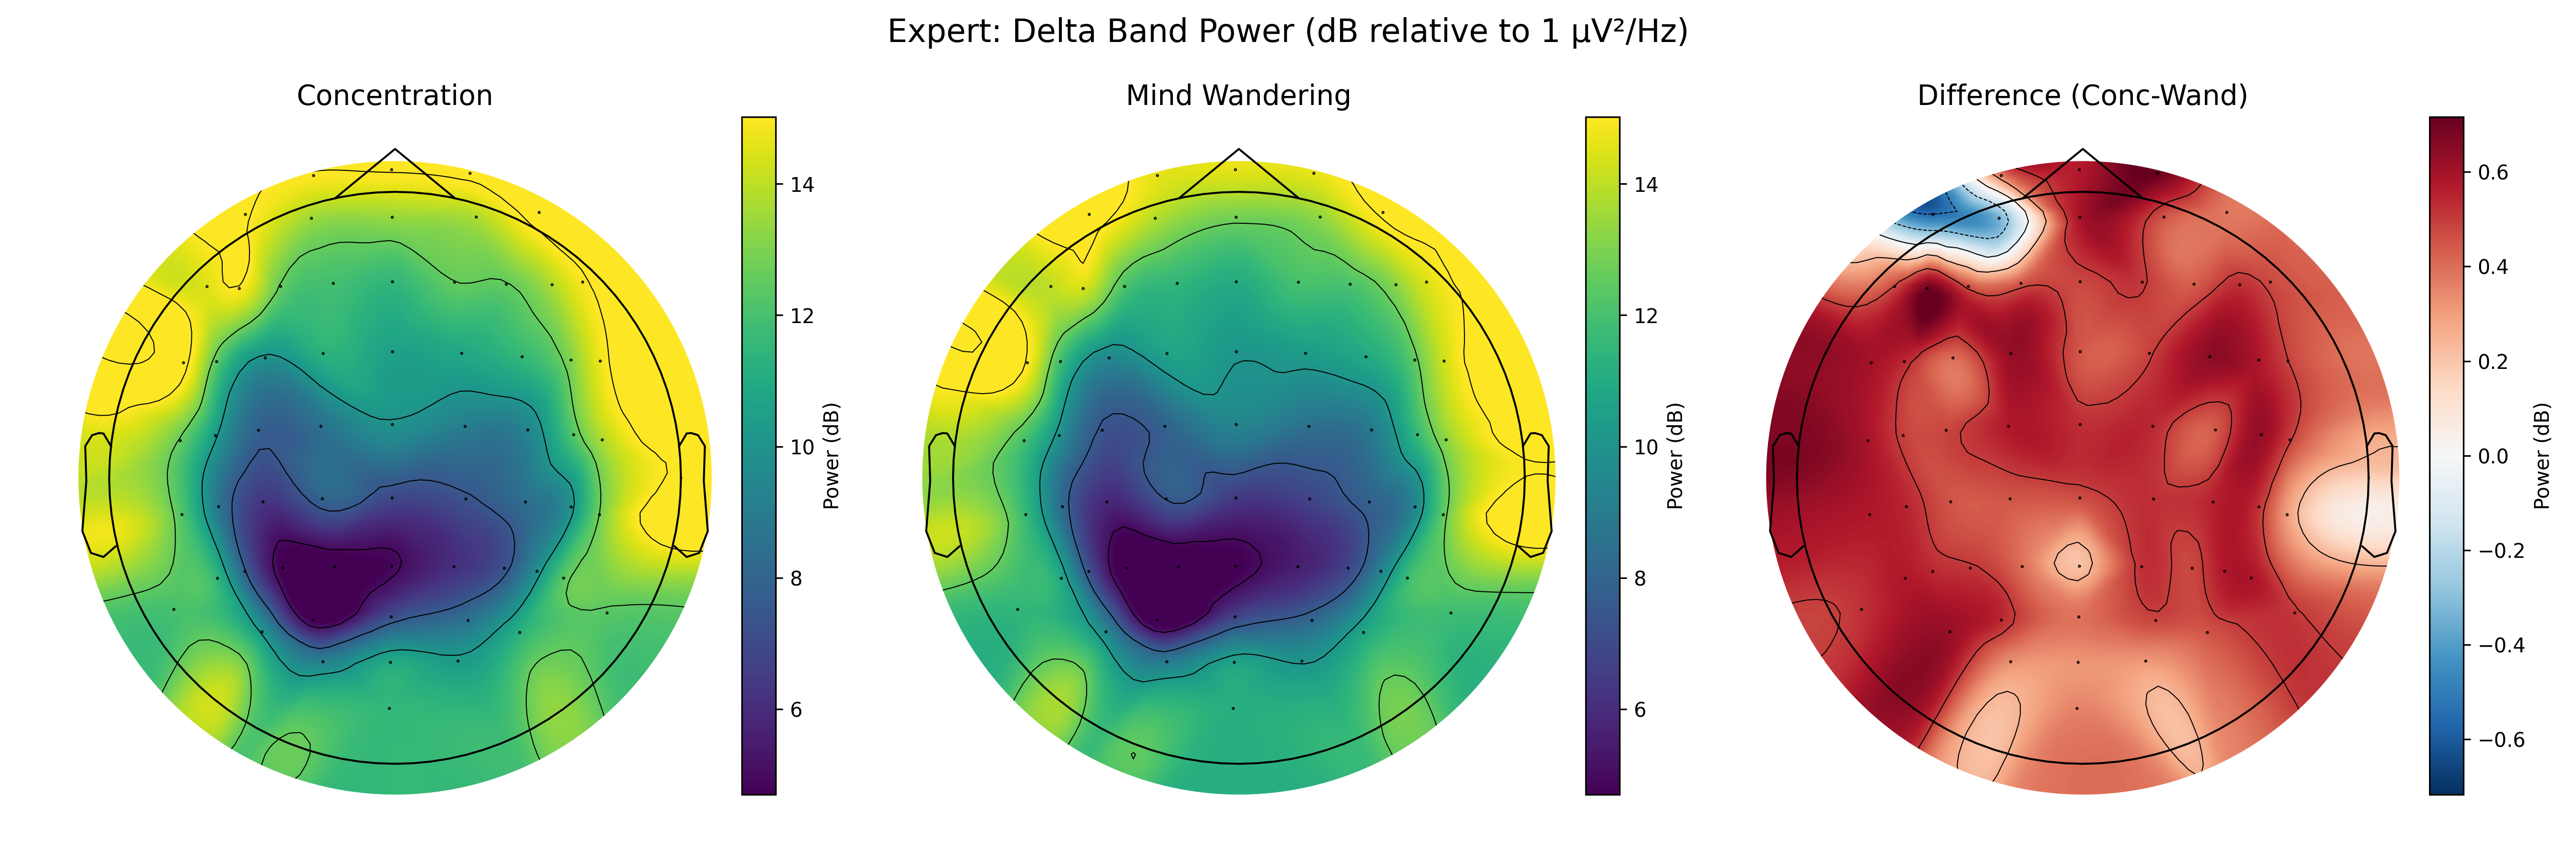 Expert: Delta Band Power (dB relative to 1 µV²/Hz)
Concentration
Mind Wandering
Difference (Conc-Wand)
14
12
10
8
6
Power (dB)
14
12
10
8
6
Power (dB)
0.6
0.4
0.2
0.0
−0.2
−0.4
−0.6
Power (dB)